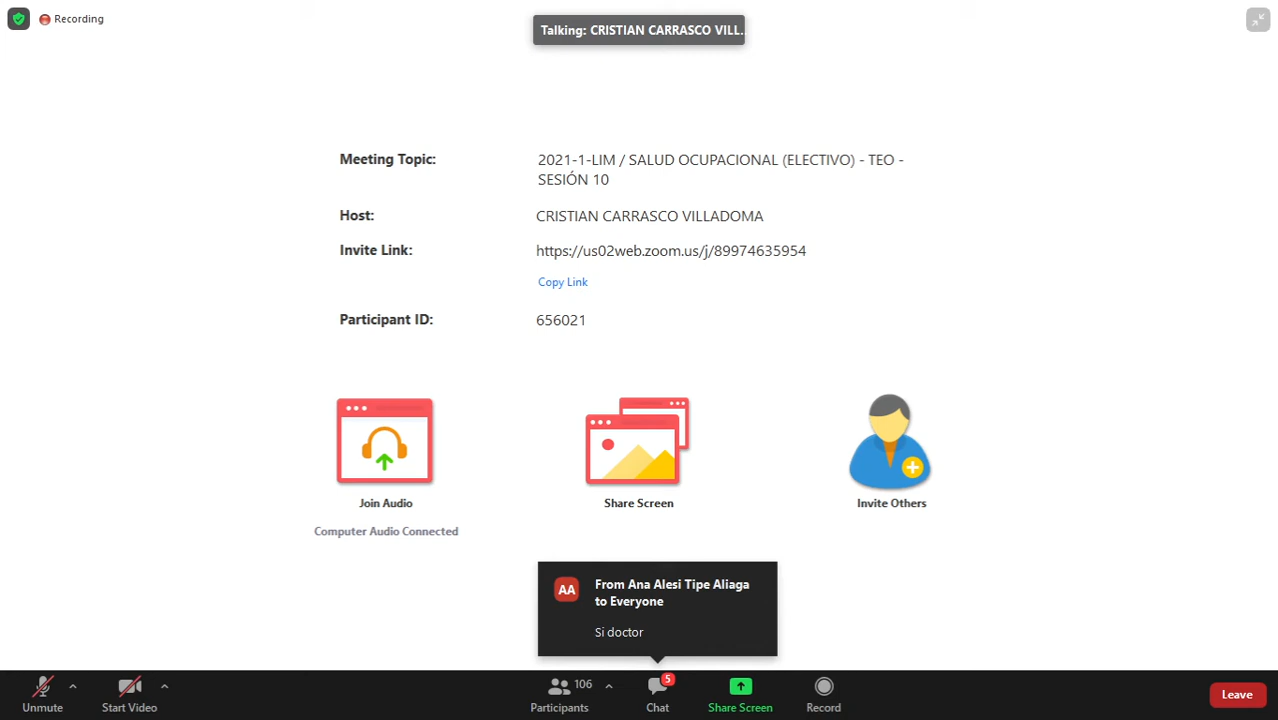 Recording
Talking: CRISTIAN CARRASCO VILL...
Meeting Topic:
2021-1-LIM / SALUD OCUPACIONAL (ELECTIVO) - TEO -
SESIÓN 10
Host:
CRISTIAN CARRASCO VILLADOMA
Invite Link:
https://us02web.zoom.us/j/89974635954
Copy Link
Participant ID:
656021
Join Audio
Share Screen
Invite Others
Computer Audio Connected
AA
From Ana Alesi Tipe Aliaga
to Everyone
Si doctor
Unmute
Start Video
106
Participants
5
Chat
Share Screen
Record
Leave